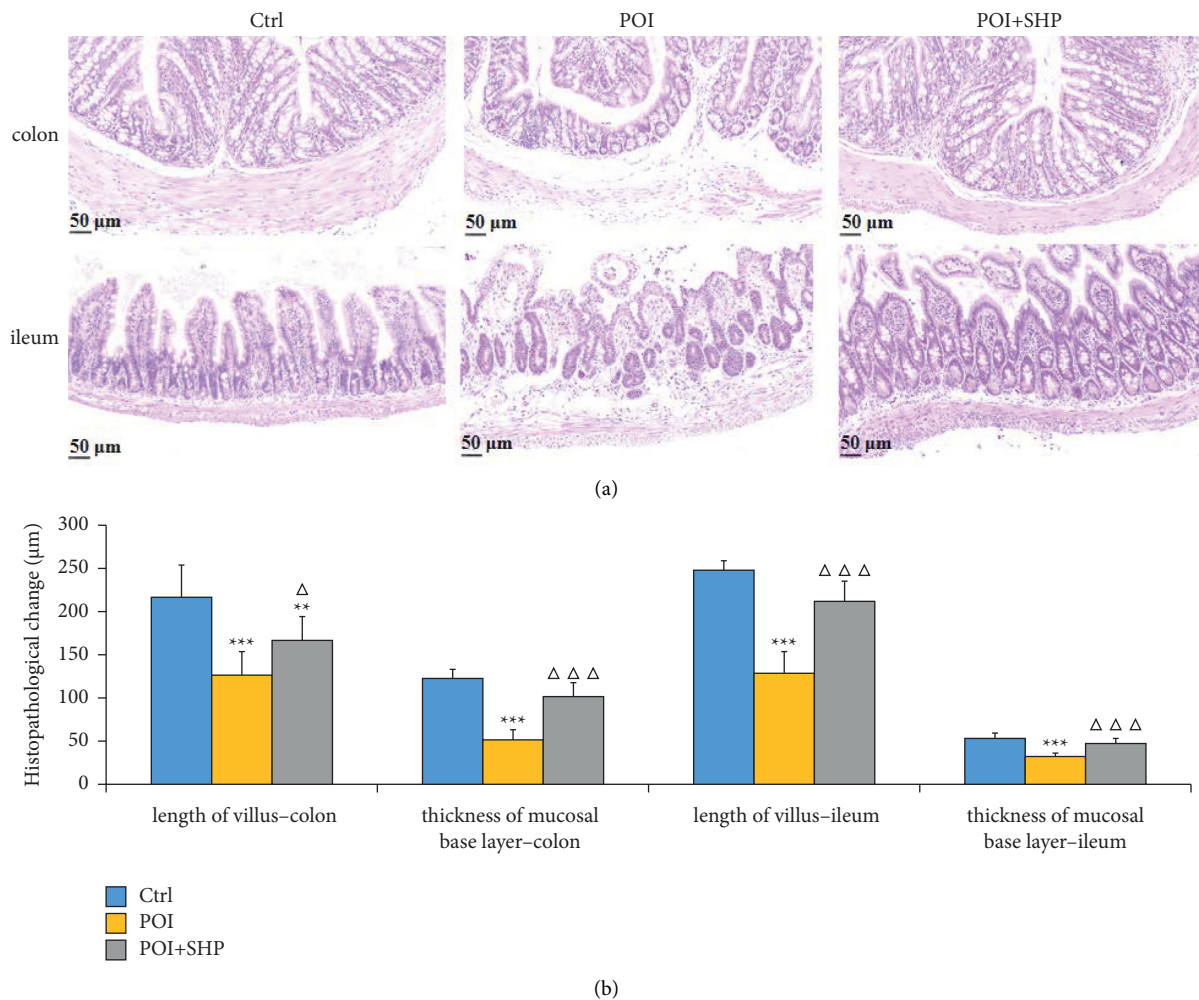 Ctrl POI POI+SHP
colon
50 μm 50 μm 50 μm
ileum
50 μm 50 μm 50 μm
(a)
Histopathological change (μm)
300
250
200
150
100
50
0
Δ
**
***
Δ Δ Δ
***
Δ Δ Δ
***
Δ Δ Δ
***
length of villus–colon
thickness of mucosal
base layer–colon
length of villus–ileum
thickness of mucosal
base layer–ileum
Ctrl
POI
POI+SHP
(b)